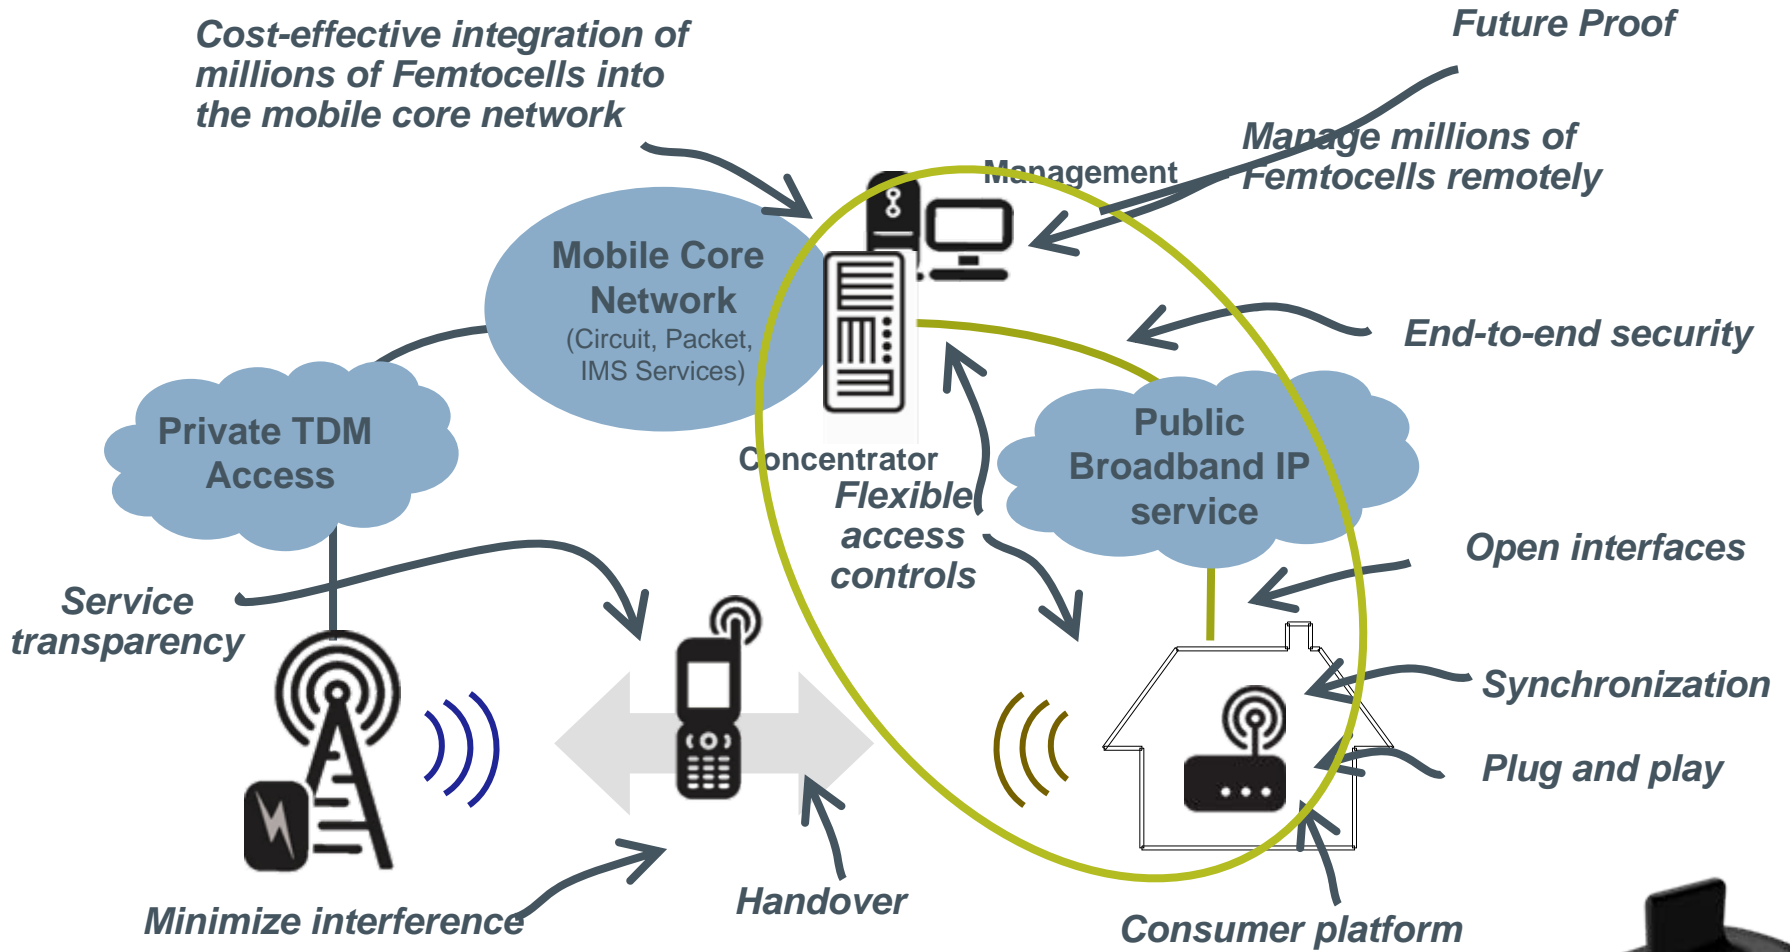 Cost-effective integration of
millions of Femtocells into
the mobile core network
Future Proof
Manage millions of
Femtocells remotely
Management
Mobile Core
Network
(Circuit, Packet,
IMS Services)
End-to-end security
Private TDM
Access
Public
Broadband IP
service
Concentrator
Flexible
access
controls
Open interfaces
Service
transparency
Synchronization
Plug and play
Handover
Minimize interference
Consumer platform